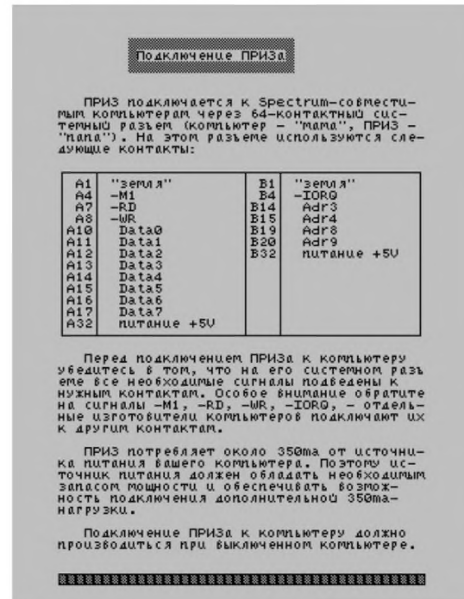 Подключение ПРИЗа
ПРИЗ подключается к Spectrum-совмести-
мым компьютерам через 64-контактный сис-
темный разъем (компьютер - "мама", ПРИЗ -
"папа"). На этом разъеме используются сле-
дующие контакты:
A1 "земля" B1 "земля"
A4 -M1 B4 -IORQ
A7 -RD B14 Adr3
A8 -WR B15 Adr4
A10 Data0 B19 Adr8
A11 Data1 B20 Adr9
A12 Data2 B32 питание +5V
A13 Data3
A14 Data4
A15 Data5
A16 Data6
A17 Data7
A32 питание +5V
Перед подключением ПРИЗа к компьютеру
убедитесь в том, что на его системном разъ
еме все необходимые сигналы подведены к
нужным контактам. Особое внимание обратите
на сигналы -M1, -RD, -WR, -IORQ, - отдель-
ные изготовители компьютеров подключают их
к другим контактам.
ПРИЗ потребляет около 350ma от источни-
ка питания вашего компьютера. Поэтому ис-
точник питания должен обладать необходимым
запасом мощности и обеспечивать возмож-
ность подключения дополнительной 350ma-
нагрузки.
Подключение ПРИЗа к компьютеру должно
производиться при выключенном компьютере.